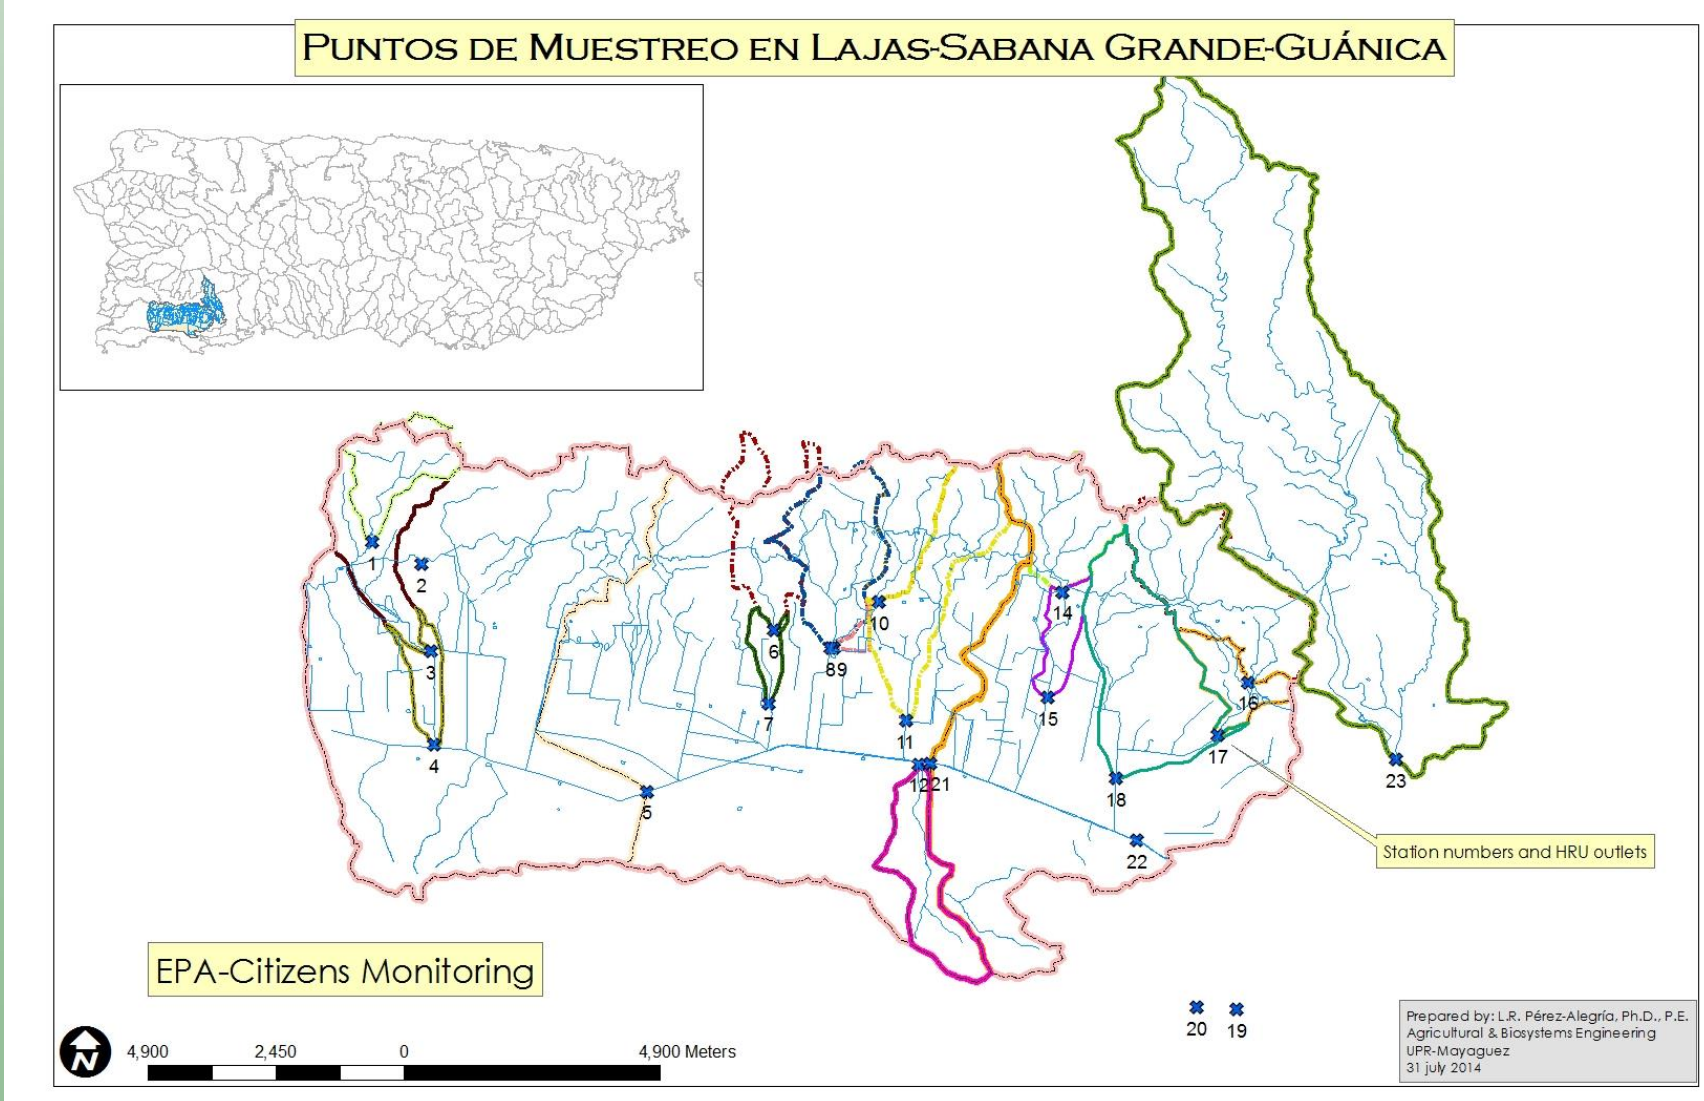 PUNTOS DE MUESTREO EN LAJAS-SABANA GRANDE-GUÁNICA
1
2
3
4
5
6
7
89
10
11
1221
14
15
16
17
18
22
23
Station numbers and HRU outlets
EPA-Citizens Monitoring
20 19
N
4,900 2,450 0 4,900 Meters
Prepared by: L.R. Pérez-Alegría, Ph.D., P.E.
Agricultural & Biosystems Engineering
UPR-Mayaguez
31 july 2014